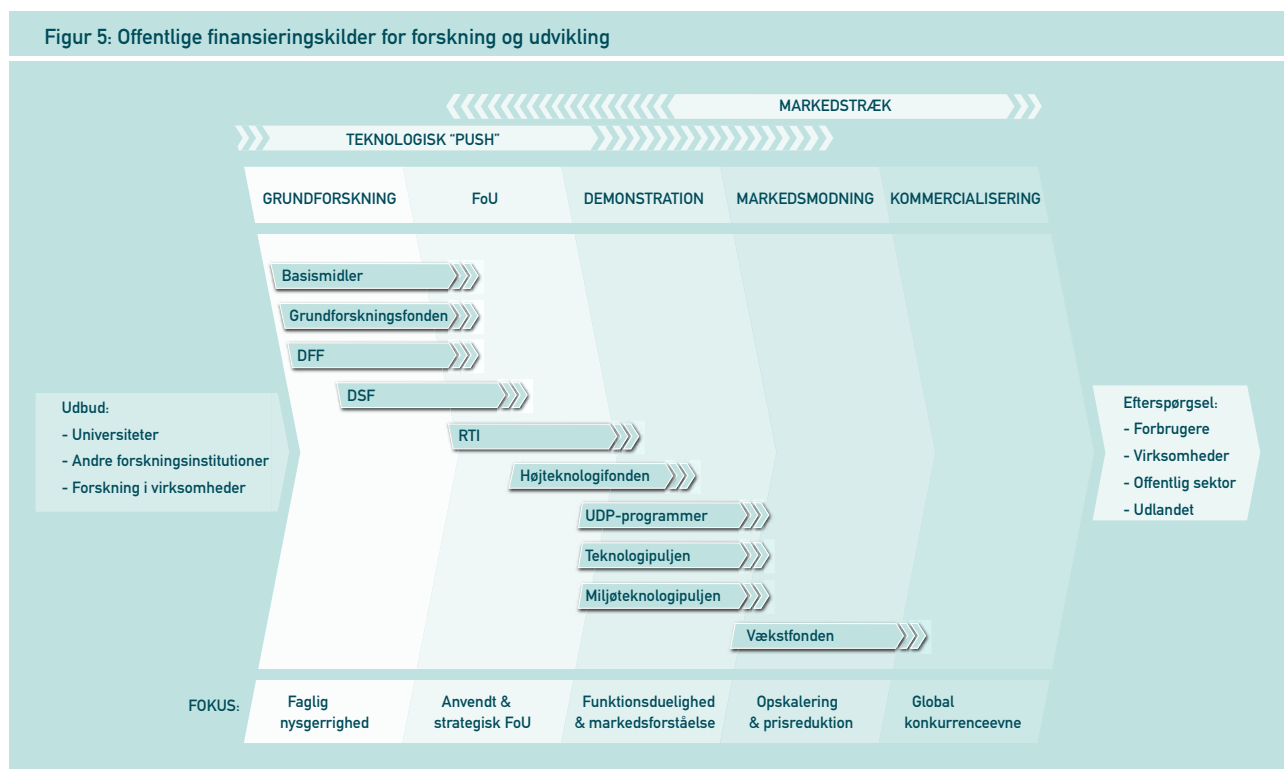 Figur 5: Offentlige finansieringskilder for forskning og udvikling
MARKEDSTRÆK
TEKNOLOGISK “PUSH”
GRUNDFORSKNING
FoU
DEMONSTRATION
MARKEDSMODNING
KOMMERCIALISERING
Basismidler
Grundforskningsfonden
DFF
DSF
RTI
Højteknologifonden
UDP-programmer
Teknologipuljen
Miljøteknologipuljen
Vækstfonden
Udbud:
- Universiteter
- Andre forskningsinstitutioner
- Forskning i virksomheder
Efterspørgsel:
- Forbrugere
- Virksomheder
- Offentlig sektor
- Udlandet
FOKUS:
Faglig
nysgerrighed
Anvendt &
strategisk FoU
Funktionsduelighed
& markedsforståelse
Opskalering
& prisreduktion
Global
konkurrenceevne